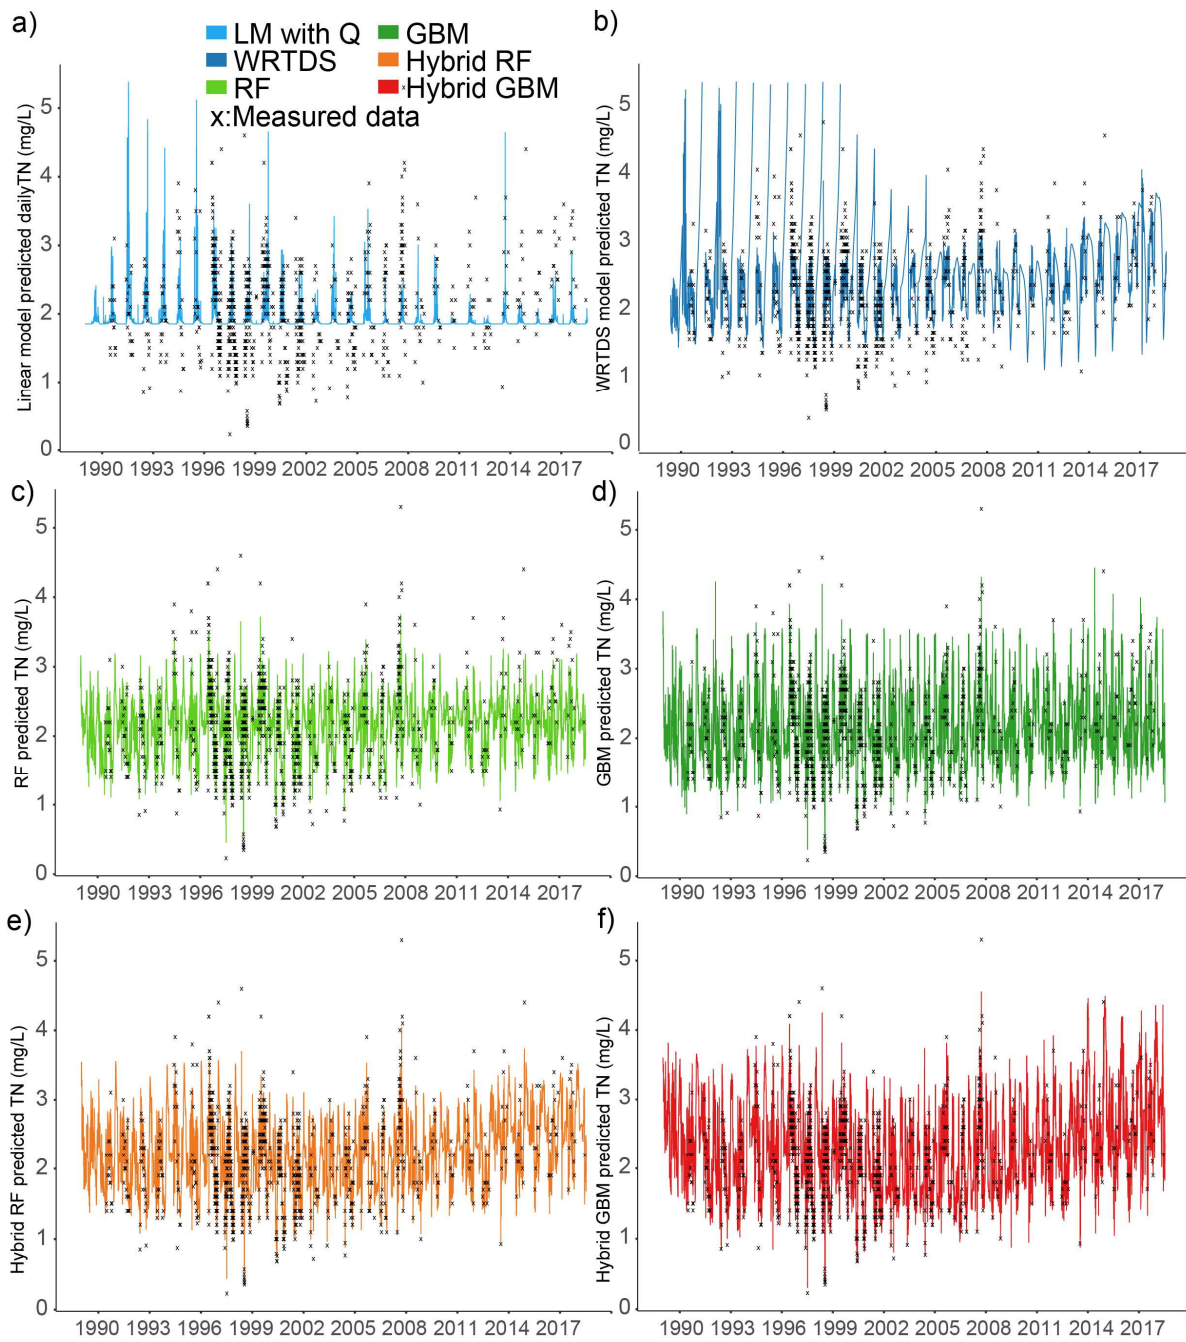 a)
LM with Q
GBM
WRTDS
Hybrid RF
RF
Hybrid GBM
x:Measured data
Linear model predicted dailyTN (mg/L)
5
4
3
2
1
0
1990 1993 1996 1999 2002 2005 2008 2011 2014 2017
b)
WRTDS model predicted TN (mg/L)
5
4
3
2
1
0
1990 1993 1996 1999 2002 2005 2008 2011 2014 2017
c)
RF predicted TN (mg/L)
5
4
3
2
1
0
1990 1993 1996 1999 2002 2005 2008 2011 2014 2017
d)
GBM predicted TN (mg/L)
5
4
3
2
1
0
1990 1993 1996 1999 2002 2005 2008 2011 2014 2017
e)
Hybrid RF predicted TN (mg/L)
5
4
3
2
1
0
1990 1993 1996 1999 2002 2005 2008 2011 2014 2017
f)
Hybrid GBM predicted TN (mg/L)
5
4
3
2
1
0
1990 1993 1996 1999 2002 2005 2008 2011 2014 2017